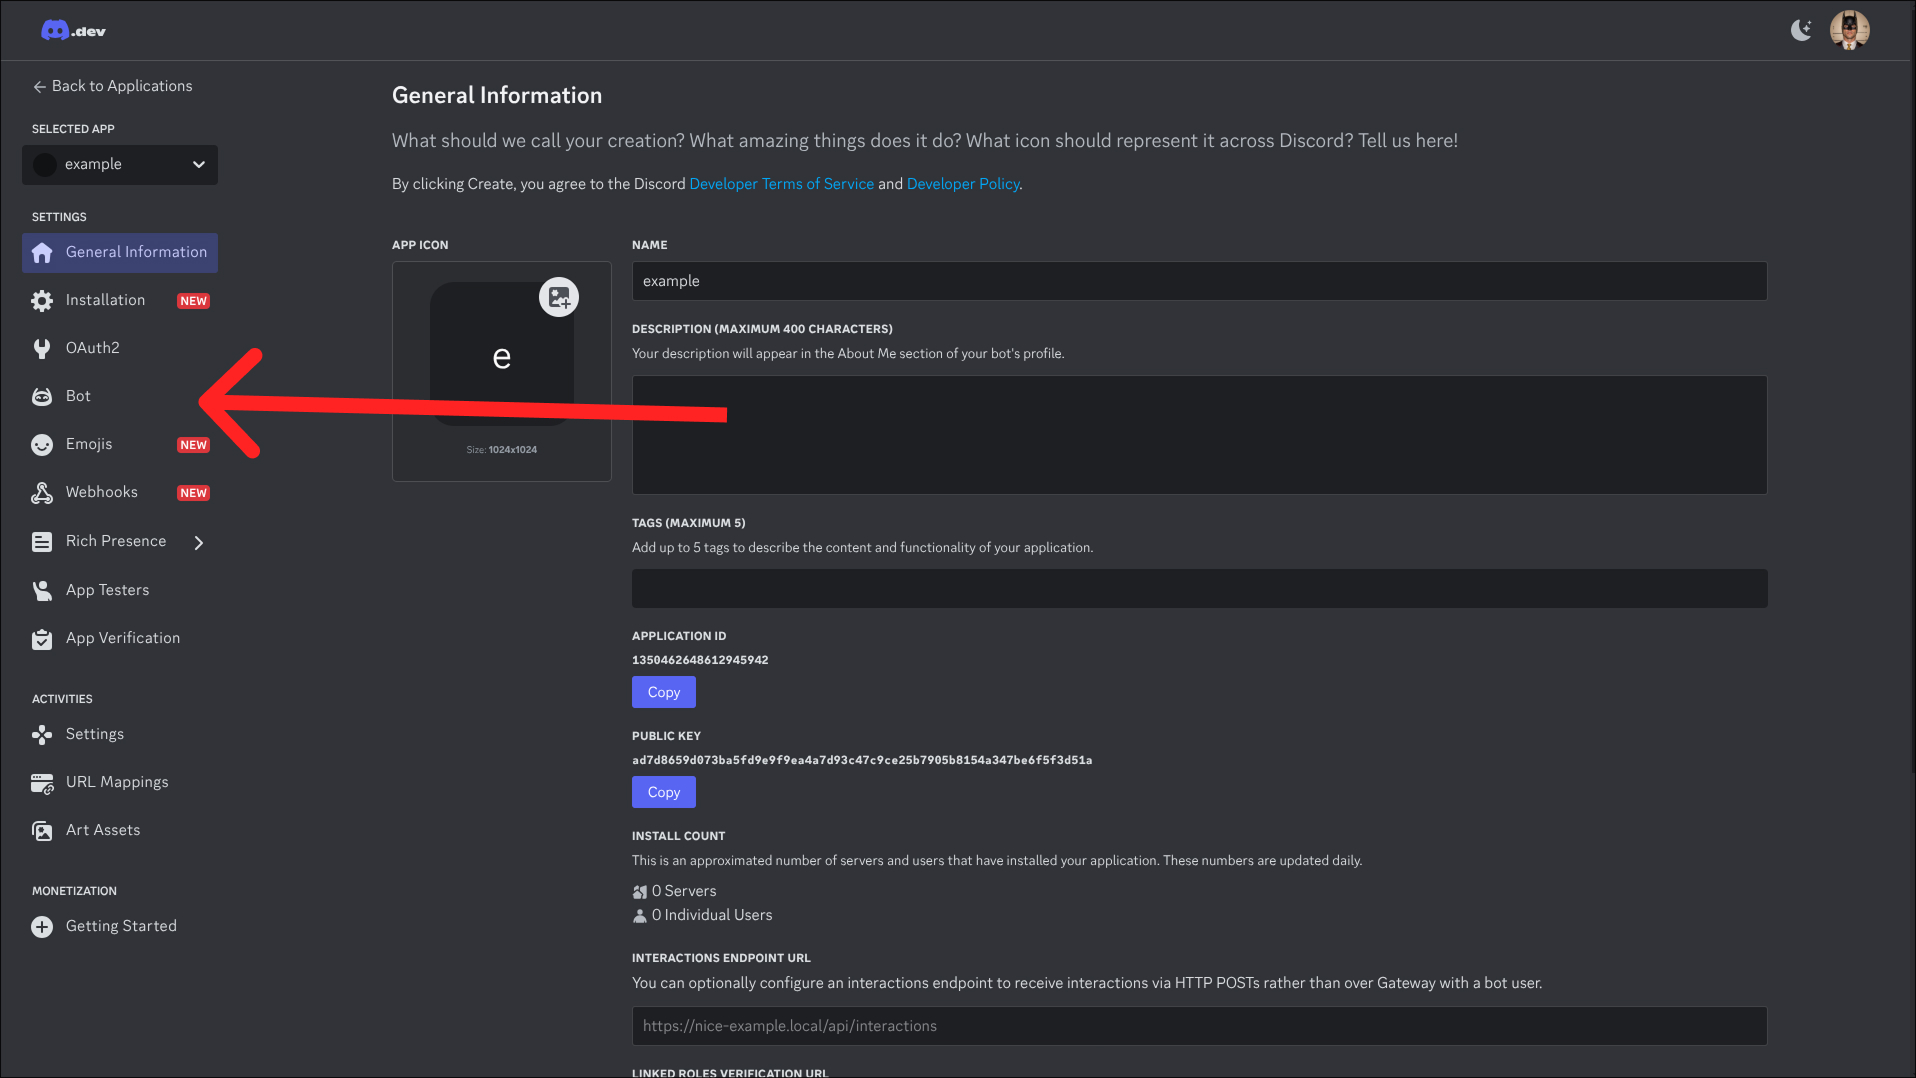 .dev
Back to Applications
SELECTED APP
example
SETTINGS
General Information
Installation NEW
OAuth2
Bot
Emojis NEW
Webhooks NEW
Rich Presence
App Testers
App Verification
ACTIVITIES
Settings
URL Mappings
Art Assets
MONETIZATION
Getting Started
General Information
What should we call your creation? What amazing things does it do? What icon should represent it across Discord? Tell us here!
By clicking Create, you agree to the Discord Developer Terms of Service and Developer Policy.
APP ICON
e
Size: 1024x1024
NAME
example
DESCRIPTION (MAXIMUM 400 CHARACTERS)
Your description will appear in the About Me section of your bot's profile.
TAGS (MAXIMUM 5)
Add up to 5 tags to describe the content and functionality of your application.
APPLICATION ID
1350462648612945942
Copy
PUBLIC KEY
ad7d8659d073ba5fd9e9f9ea4a7d93c47c9ce25b7905b8154a347be6f5f3d51a
Copy
INSTALL COUNT
This is an approximated number of servers and users that have installed your application. These numbers are updated daily.
0 Servers
0 Individual Users
INTERACTIONS ENDPOINT URL
You can optionally configure an interactions endpoint to receive interactions via HTTP POSTs rather than over Gateway with a bot user.
https://nice-example.local/api/interactions
LINKED ROLES VERIFICATION URL